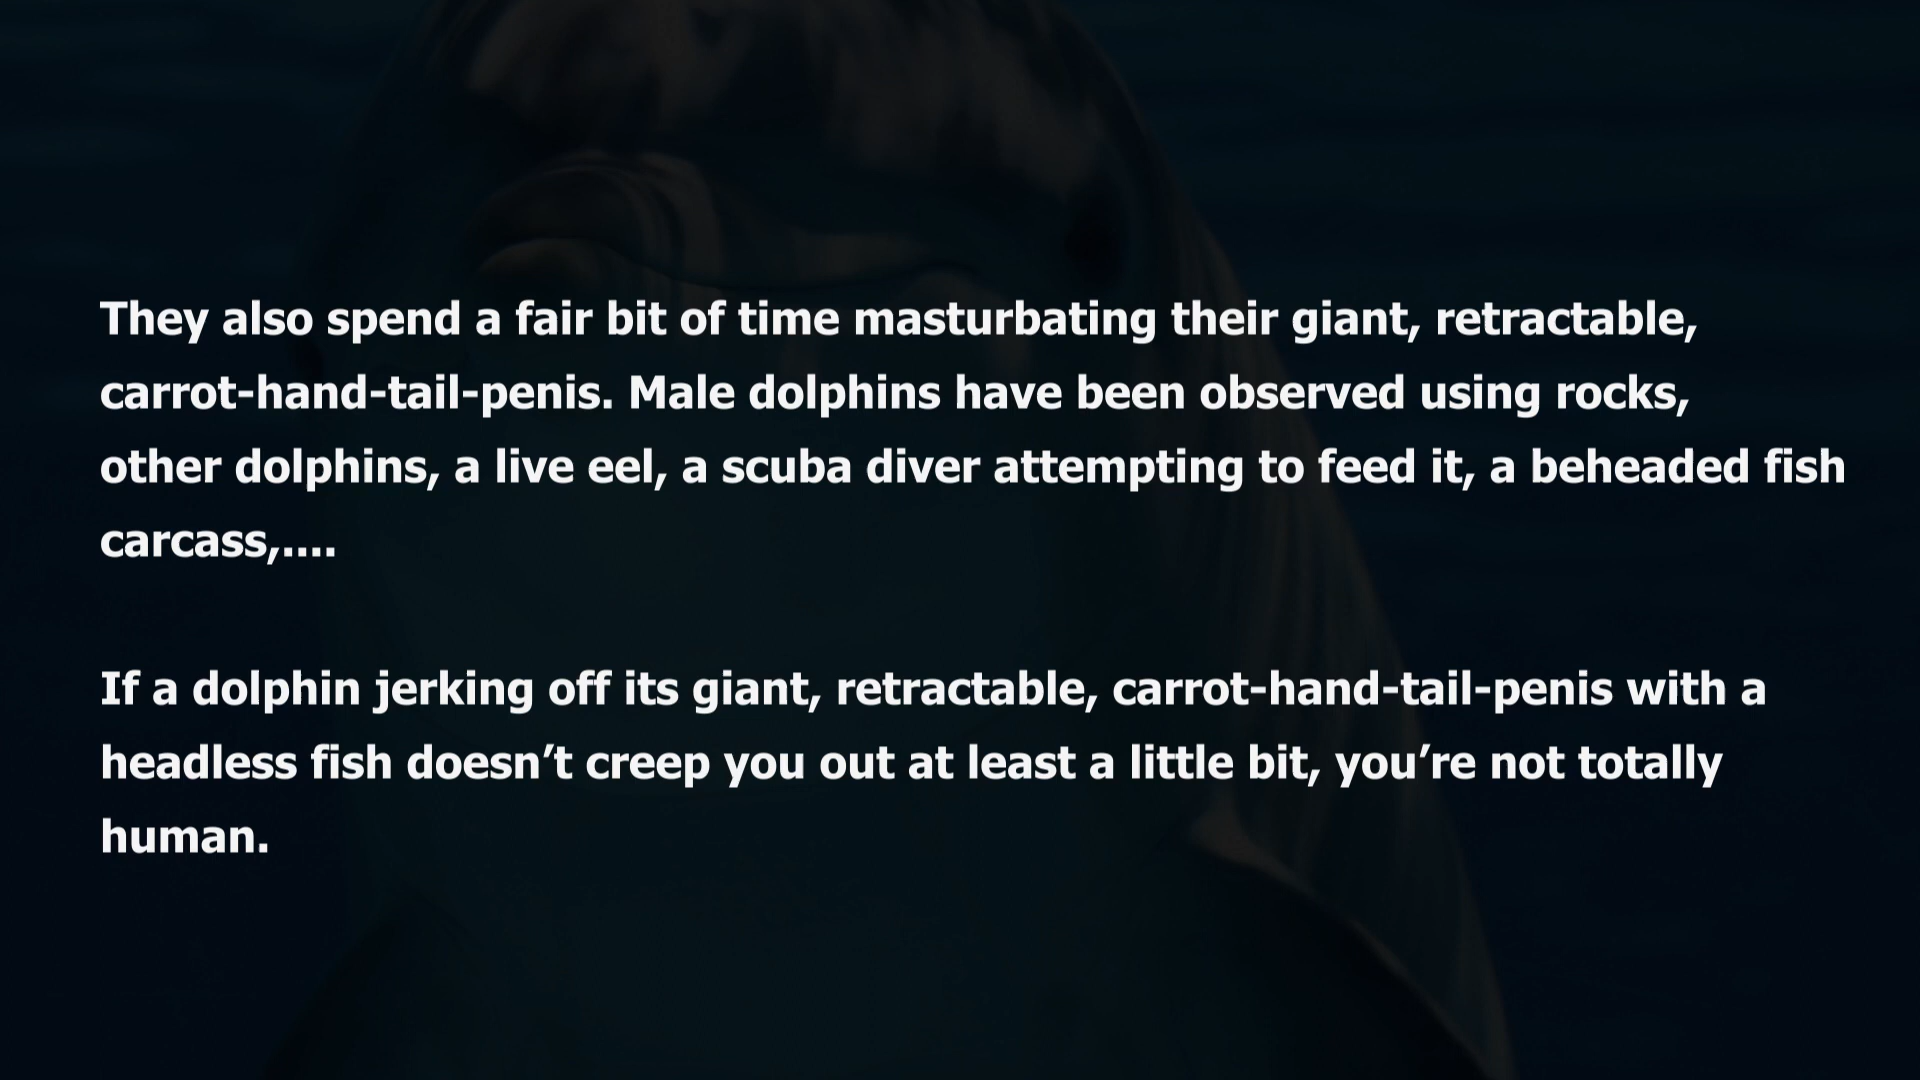 They also spend a fair bit of time masturbating their giant, retractable,
carrot-hand-tail-penis. Male dolphins have been observed using rocks,
other dolphins, a live eel, a scuba diver attempting to feed it, a beheaded fish
carcass,....
If a dolphin jerking off its giant, retractable, carrot-hand-tail-penis with a
headless fish doesn’t creep you out at least a little bit, you’re not totally
human.